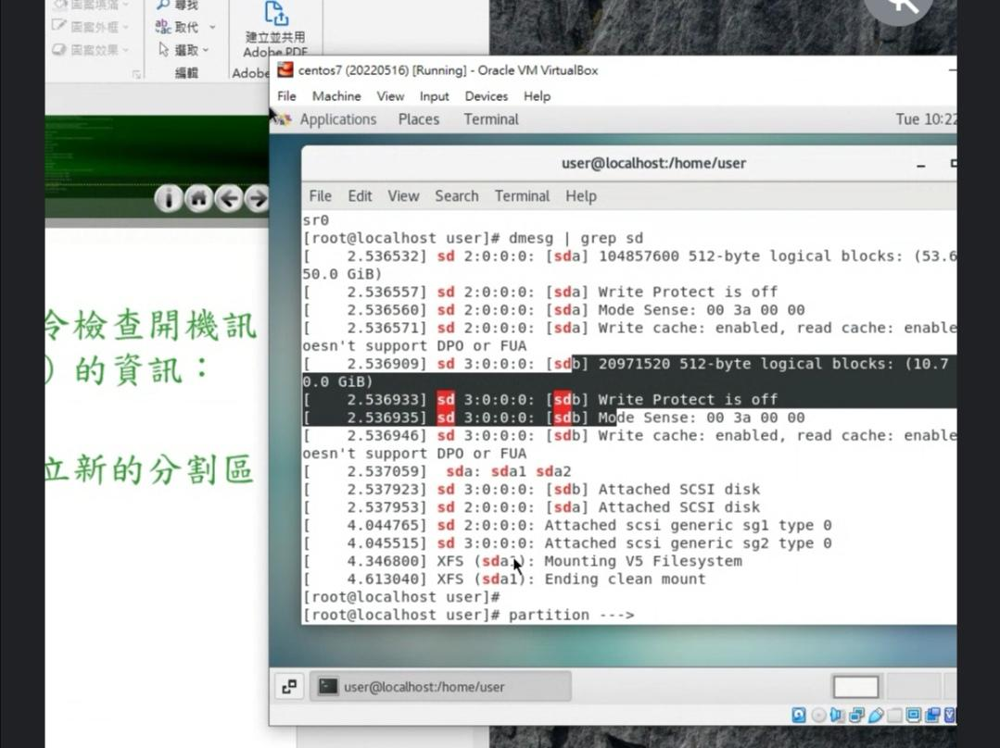 圖案填滿
圖案外框
圖案效果
尋找
取代
選取
編輯
建立並共用
Adobe PDF
Adobe
centos7 (20220516) [Running] - Oracle VM VirtualBox
File Machine View Input Devices Help
Applications Places Terminal Tue 10:22
user@localhost:/home/user
File Edit View Search Terminal Help
sr0
[root@localhost user]# dmesg | grep sd
[ 2.536532] sd 2:0:0:0: [sda] 104857600 512-byte logical blocks: (53.6
50.0 GiB)
[ 2.536557] sd 2:0:0:0: [sda] Write Protect is off
[ 2.536560] sd 2:0:0:0: [sda] Mode Sense: 00 3a 00 00
[ 2.536571] sd 2:0:0:0: [sda] Write cache: enabled, read cache: enable
oesn't support DPO or FUA
[ 2.536909] sd 3:0:0:0: [sdb] 20971520 512-byte logical blocks: (10.7
0.0 GiB)
[ 2.536933] sd 3:0:0:0: [sdb] Write Protect is off
[ 2.536935] sd 3:0:0:0: [sdb] Mode Sense: 00 3a 00 00
[ 2.536946] sd 3:0:0:0: [sdb] Write cache: enabled, read cache: enable
oesn't support DPO or FUA
[ 2.537059] sda: sda1 sda2
[ 2.537923] sd 3:0:0:0: [sdb] Attached SCSI disk
[ 2.537953] sd 2:0:0:0: [sda] Attached SCSI disk
[ 4.044765] sd 2:0:0:0: Attached scsi generic sg1 type 0
[ 4.045515] sd 3:0:0:0: Attached scsi generic sg2 type 0
[ 4.346800] XFS (sda1): Mounting V5 Filesystem
[ 4.613040] XFS (sda1): Ending clean mount
[root@localhost user]#
[root@localhost user]# partition --->
user@localhost:/home/user
令檢查開機訊
）的資訊：
立新的分割區